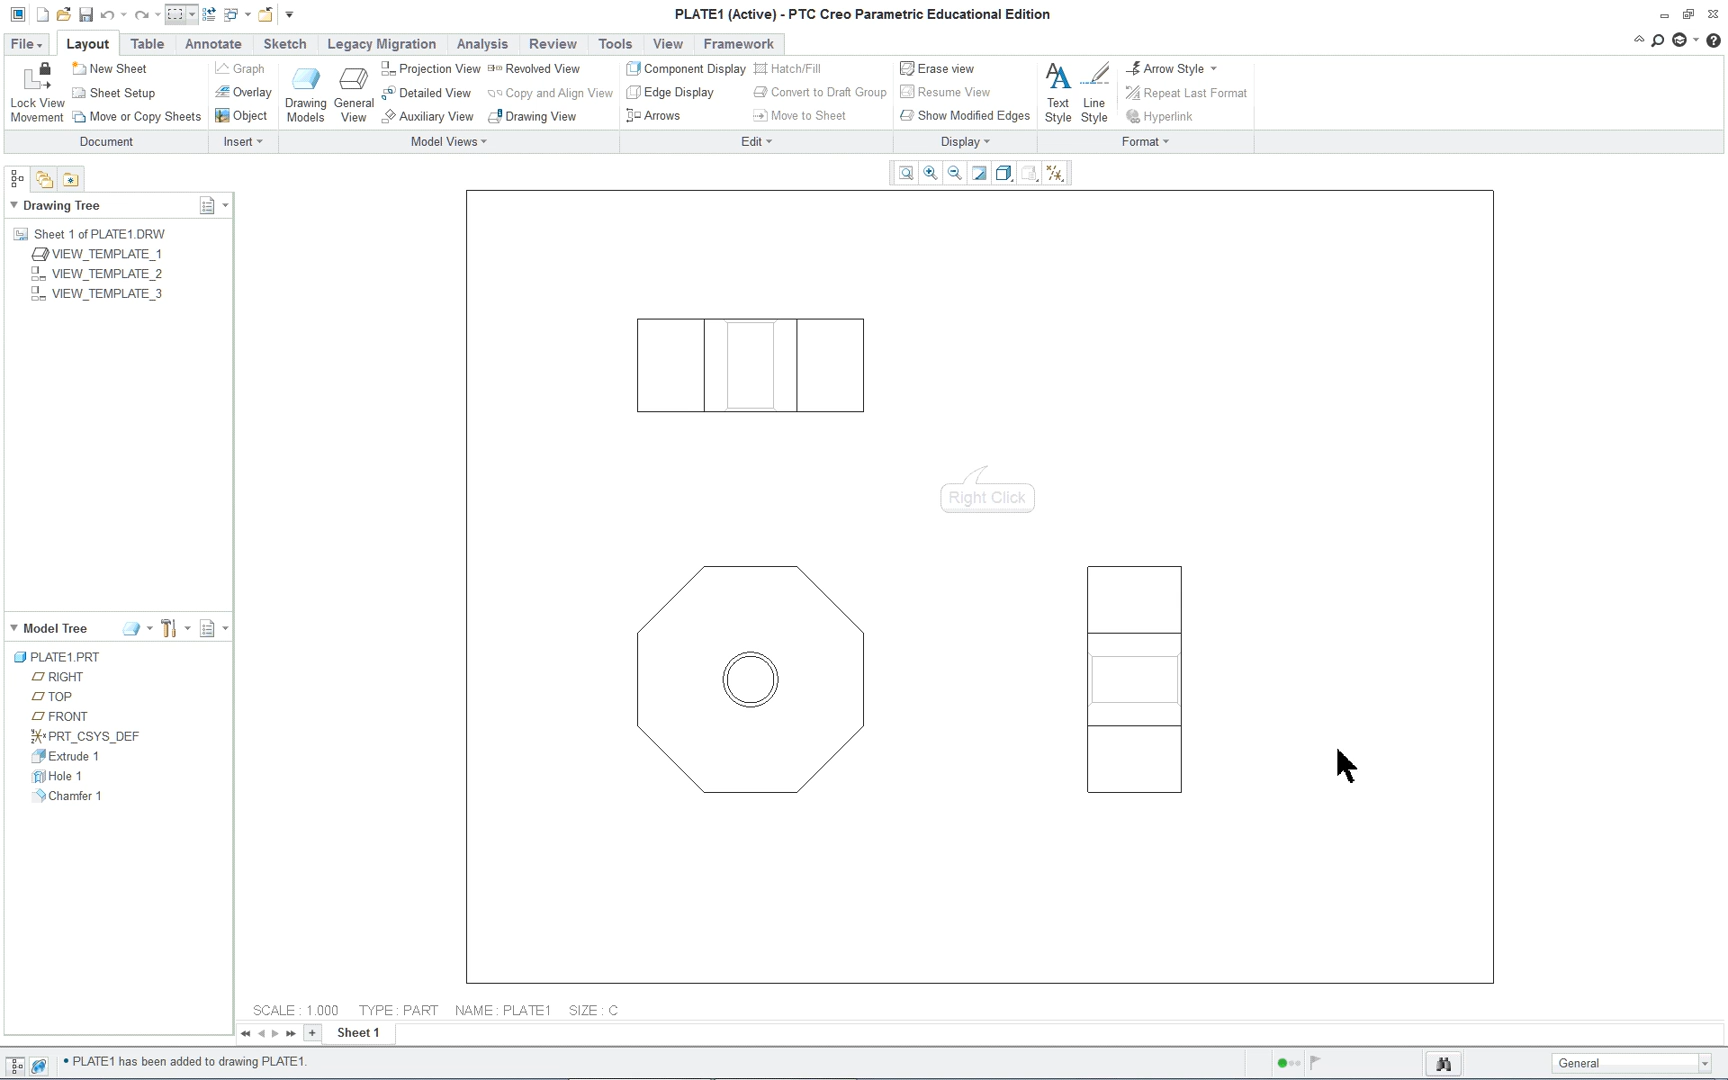 PLATE1 (Active) - PTC Creo Parametric Educational Edition
File Layout Table Annotate Sketch Legacy Migration Analysis Review Tools View Framework
Lock View Movement
New Sheet
Sheet Setup
Move or Copy Sheets
Document
Graph
Overlay
Object
Insert
Drawing Models
General View
Projection View
Detailed View
Auxiliary View
Revolved View
Copy and Align View
Drawing View
Model Views
Component Display
Edge Display
Arrows
Hatch/Fill
Convert to Draft Group
Move to Sheet
Edit
Erase view
Resume View
Show Modified Edges
Display
Text Style
Line Style
Arrow Style
Repeat Last Format
Hyperlink
Format
Drawing Tree
Sheet 1 of PLATE1.DRW
VIEW_TEMPLATE_1
VIEW_TEMPLATE_2
VIEW_TEMPLATE_3
Right Click
Model Tree
PLATE1.PRT
RIGHT
TOP
FRONT
PRT_CSYS_DEF
Extrude 1
Hole 1
Chamfer 1
SCALE : 1.000 TYPE : PART NAME : PLATE1 SIZE : C
Sheet 1
• PLATE1 has been added to drawing PLATE1.
General